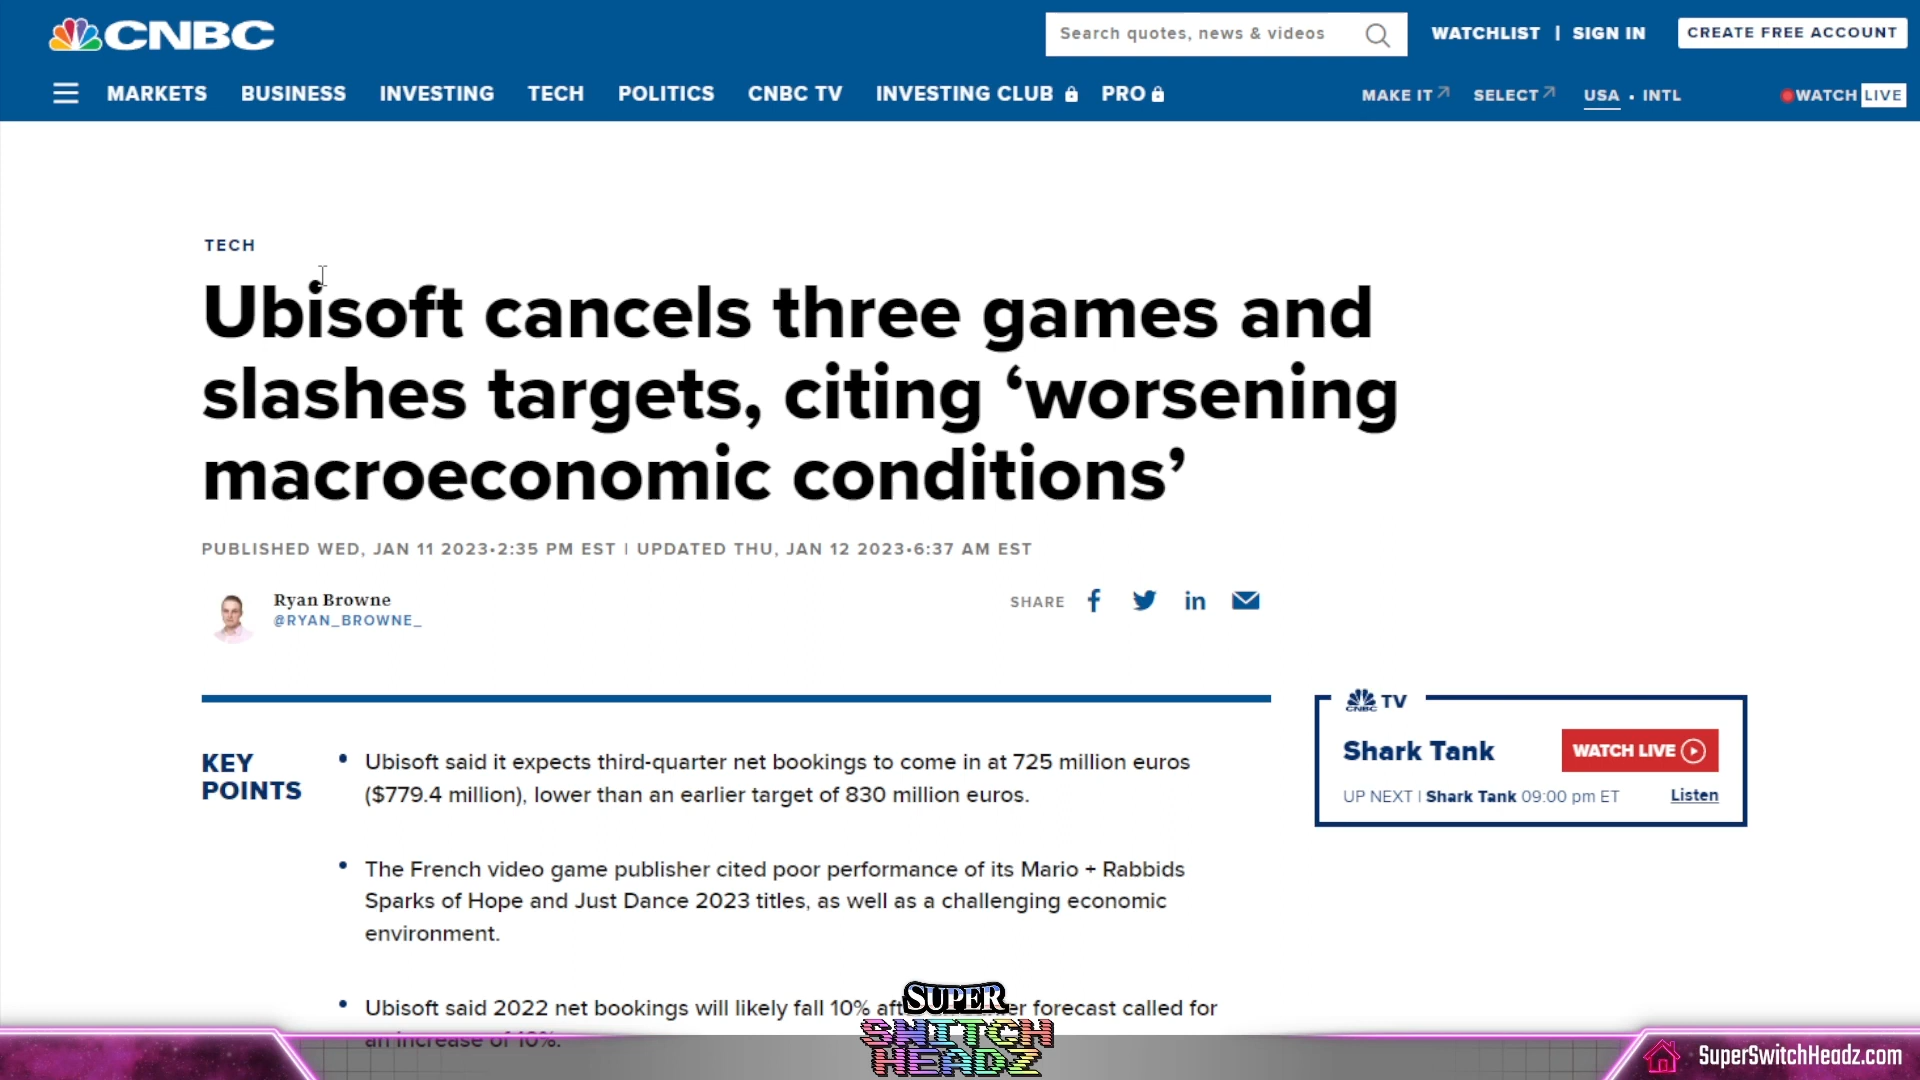 CNBC
Search quotes, news & videos
WATCHLIST | SIGN IN
CREATE FREE ACCOUNT
MARKETS BUSINESS INVESTING TECH POLITICS CNBC TV INVESTING CLUB PRO
MAKE IT SELECT USA • INTL
WATCH LIVE
TECH
Ubisoft cancels three games and
slashes targets, citing ‘worsening
macroeconomic conditions’
PUBLISHED WED, JAN 11 2023•2:35 PM EST | UPDATED THU, JAN 12 2023•6:37 AM EST
Ryan Browne
@RYAN_BROWNE_
SHARE
KEY
POINTS
• Ubisoft said it expects third-quarter net bookings to come in at 725 million euros
($779.4 million), lower than an earlier target of 830 million euros.
• The French video game publisher cited poor performance of its Mario + Rabbids
Sparks of Hope and Just Dance 2023 titles, as well as a challenging economic
environment.
• Ubisoft said 2022 net bookings will likely fall 10% forecast called for
an increase of 10%.
CNBC TV
Shark Tank
WATCH LIVE
UP NEXT | Shark Tank 09:00 pm ET
Listen
SUPER
SWITCH
HEADZ
SuperSwitchHeadz.com